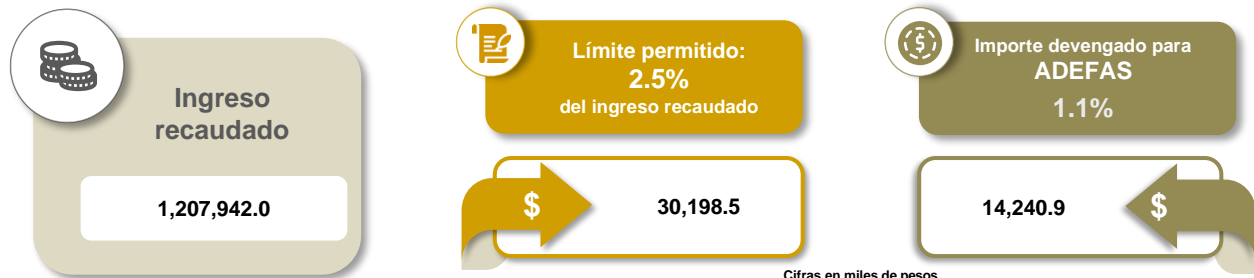 Ingreso
recaudado
1,207,942.0
Límite permitido:
2.5%
del ingreso recaudado
$
30,198.5
Importe devengado para
ADEFAS
1.1%
14,240.9
$
Cifras en miles de pesos